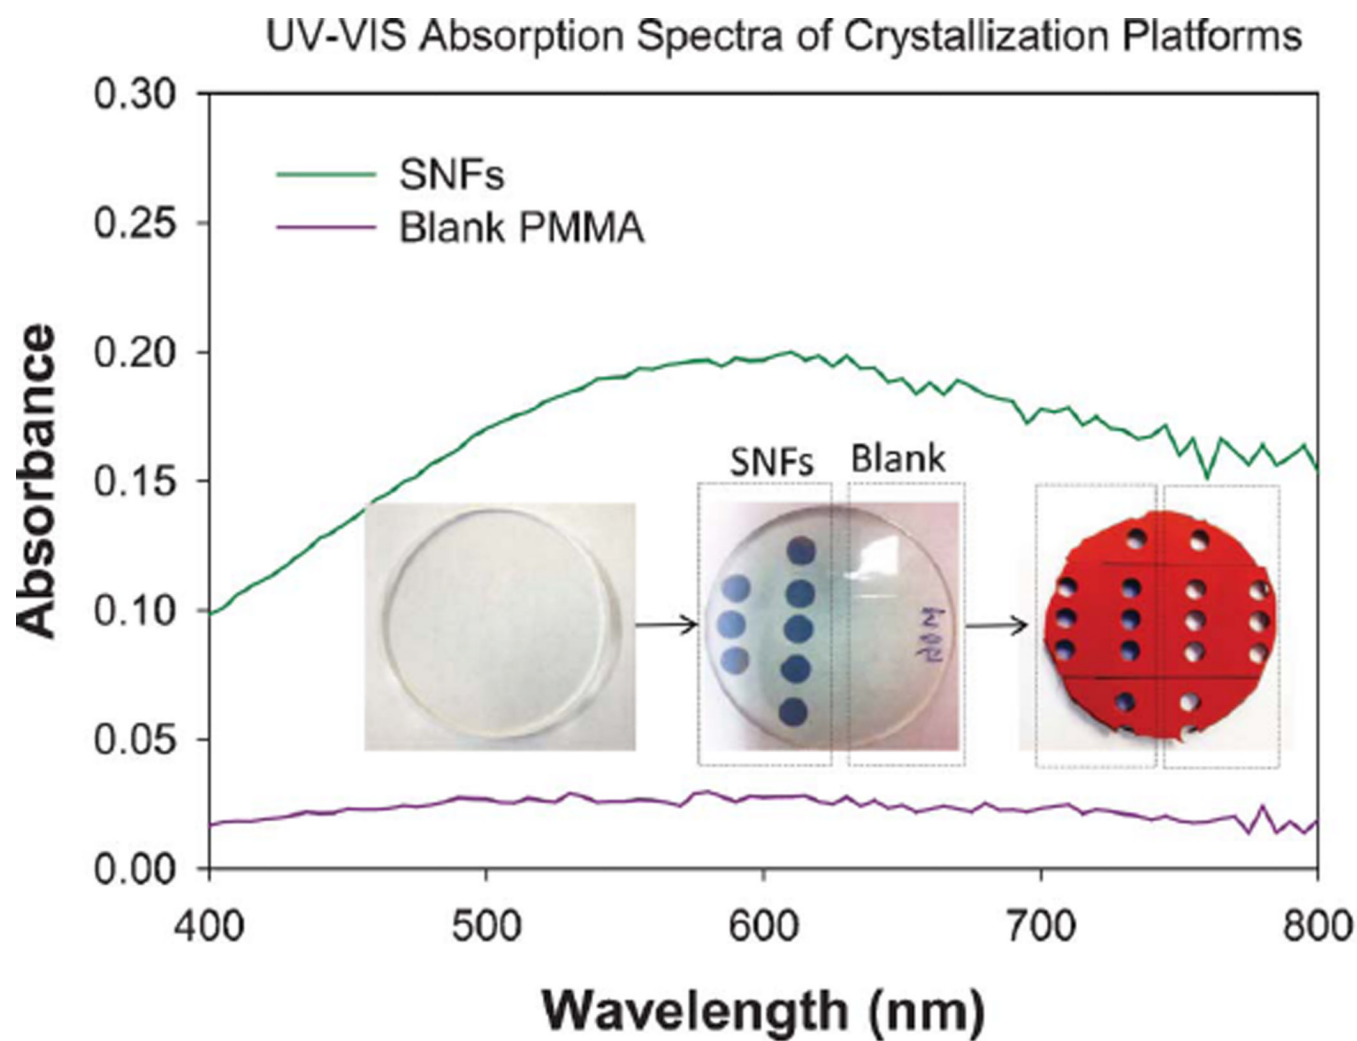 UV-VIS Absorption Spectra of Crystallization Platforms
0.30
0.25
0.20
0.15
0.10
0.05
0.00
Absorbance
SNFs
Blank PMMA
SNFs
Blank
400
500
600
700
800
Wavelength (nm)